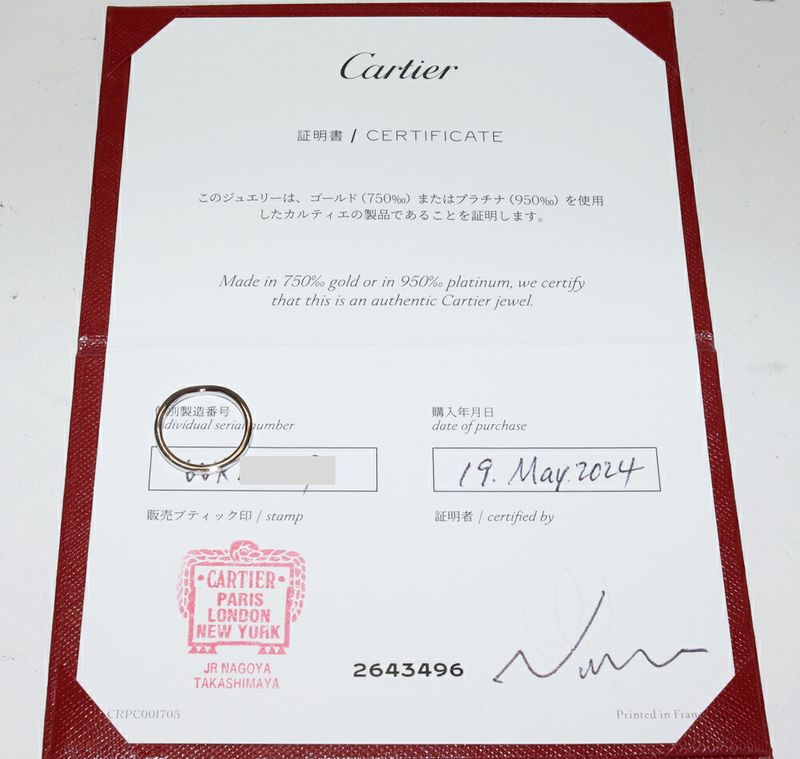 Cartier
証明書 / CERTIFICATE
このジュエリーは、ゴールド（750‰）またはプラチナ（950‰）を使用
したカルティエの製品であることを証明します。
Made in 750‰ gold or in 950‰ platinum, we certify
that this is an authentic Cartier jewel.
別製造番号
dividual serial number
購入年月日
date of purchase
19. May. 2024
販売ブティック印 / stamp
証明者 / certified by
CARTIER
PARIS
LONDON
NEW YORK
JR NAGOYA
TAKASHIMAYA
2643496
CRPC001705
Printed in Fran